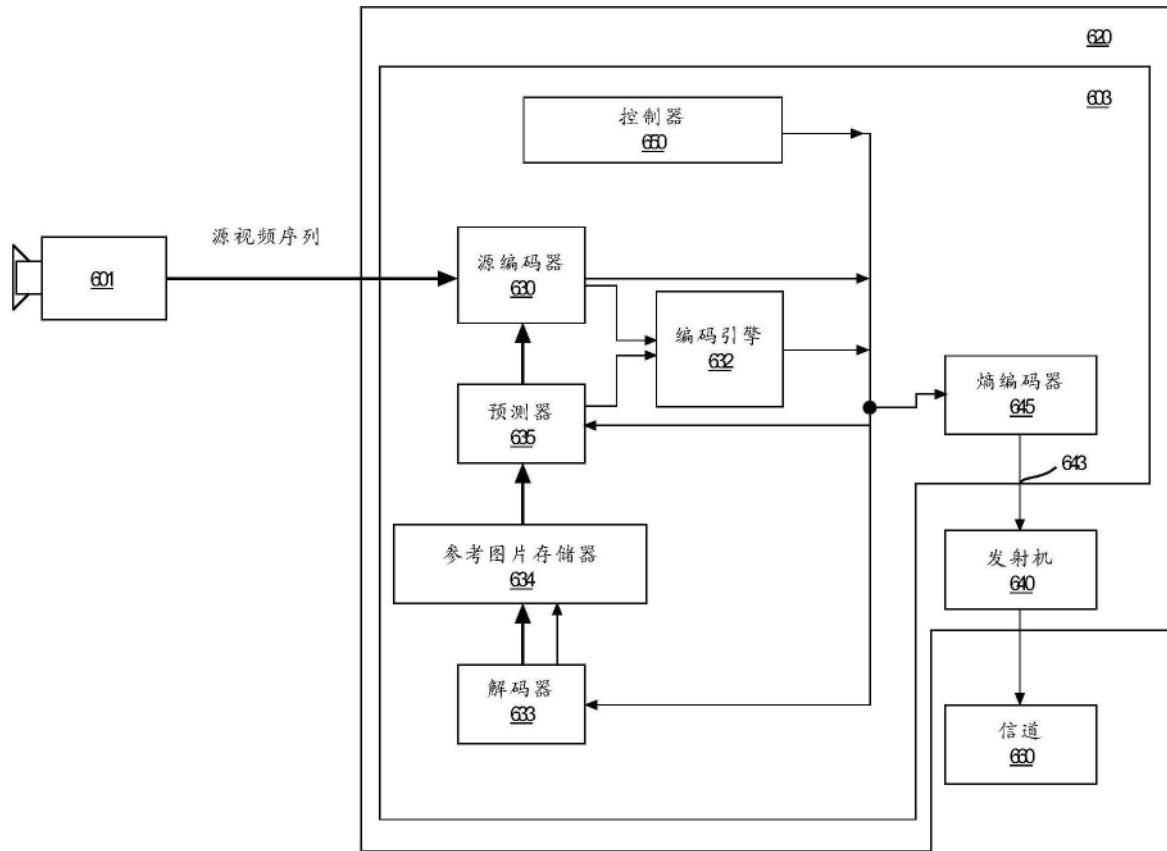 620
603
控制器
650
源视频序列
601
源编码器
630
编码引擎
632
预测器
635
熵编码器
645
643
参考图片存储器
634
发射机
640
解码器
633
信道
660